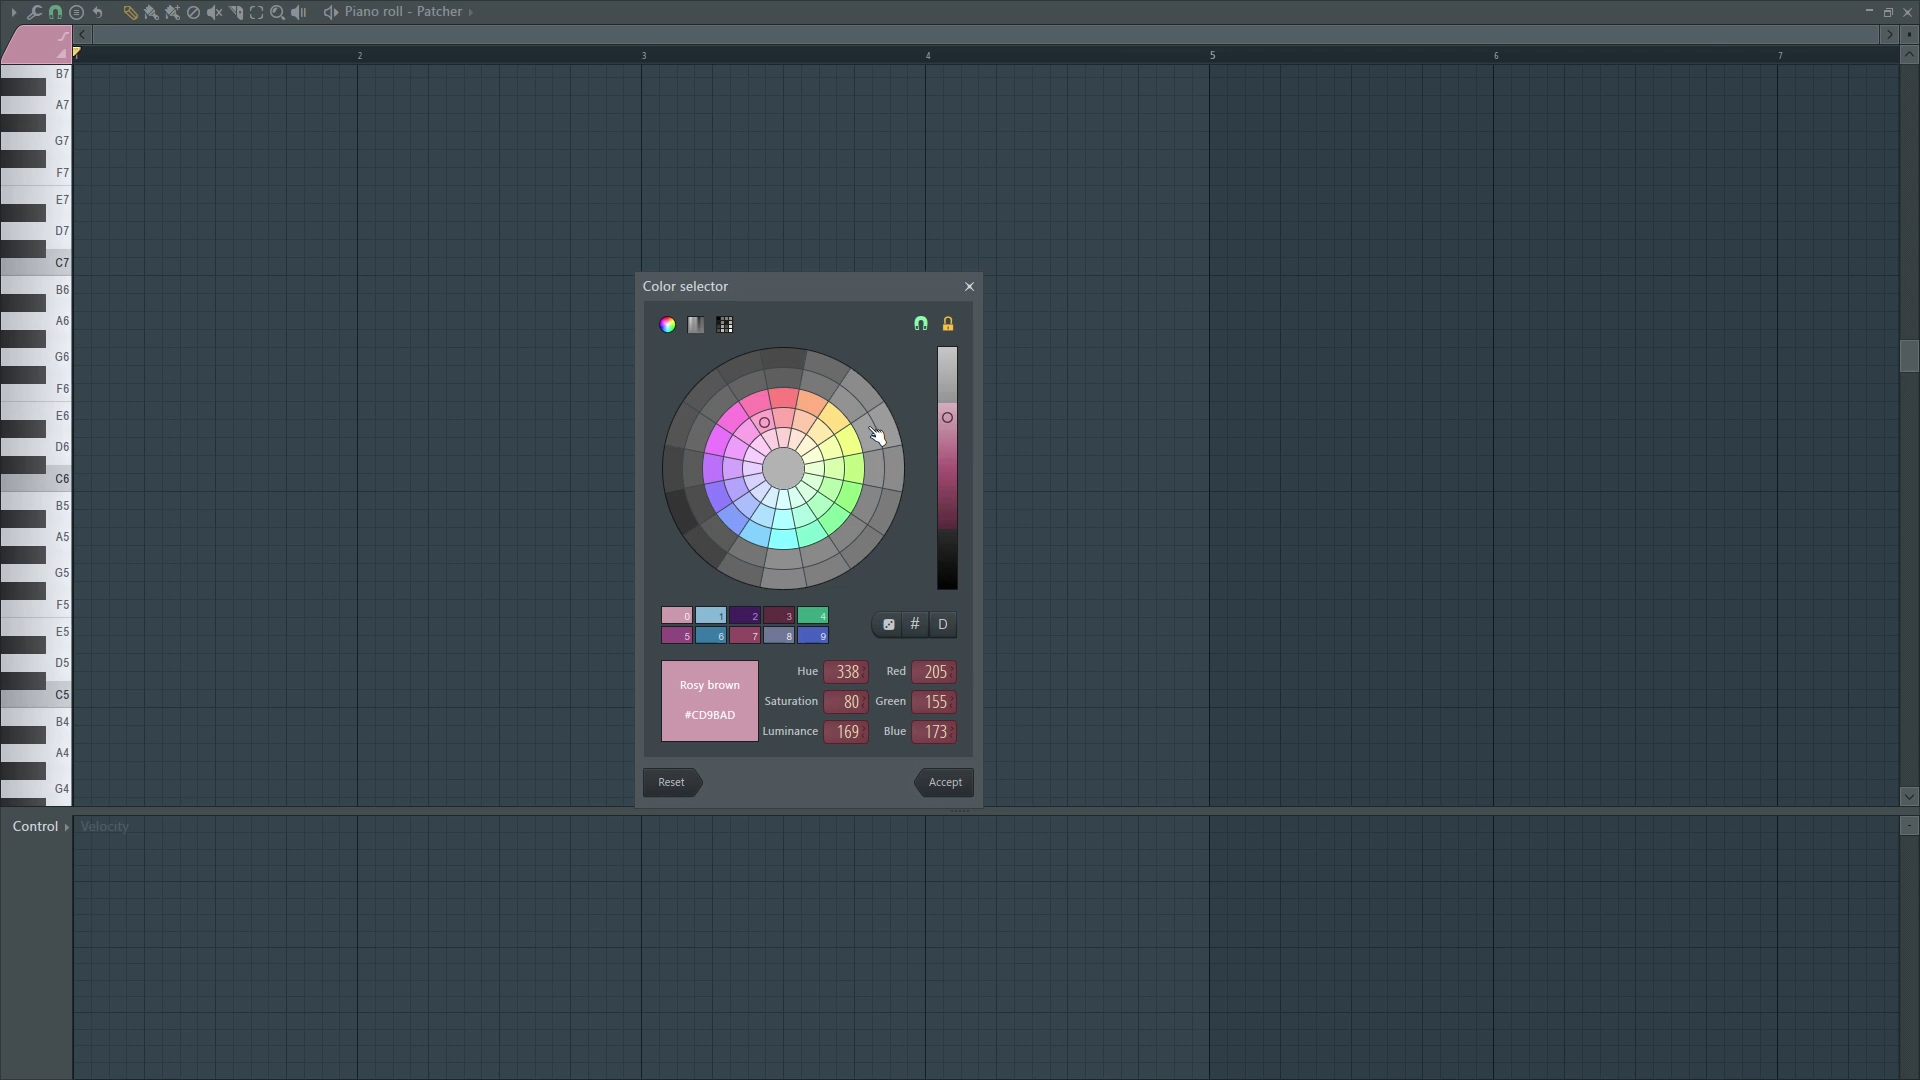 Piano roll - Patcher
2
3
4
5
6
7
B7
A7
G7
F7
E7
D7
C7
B6
A6
G6
F6
E6
D6
C6
B5
A5
G5
F5
E5
D5
C5
B4
A4
G4
Color selector
0 1 2 3 4
5 6 7 8 9
# D
Rosy brown
#CD9BAD
Hue 338 Red 205
Saturation 80 Green 155
Luminance 169 Blue 173
Reset Accept
Control Velocity